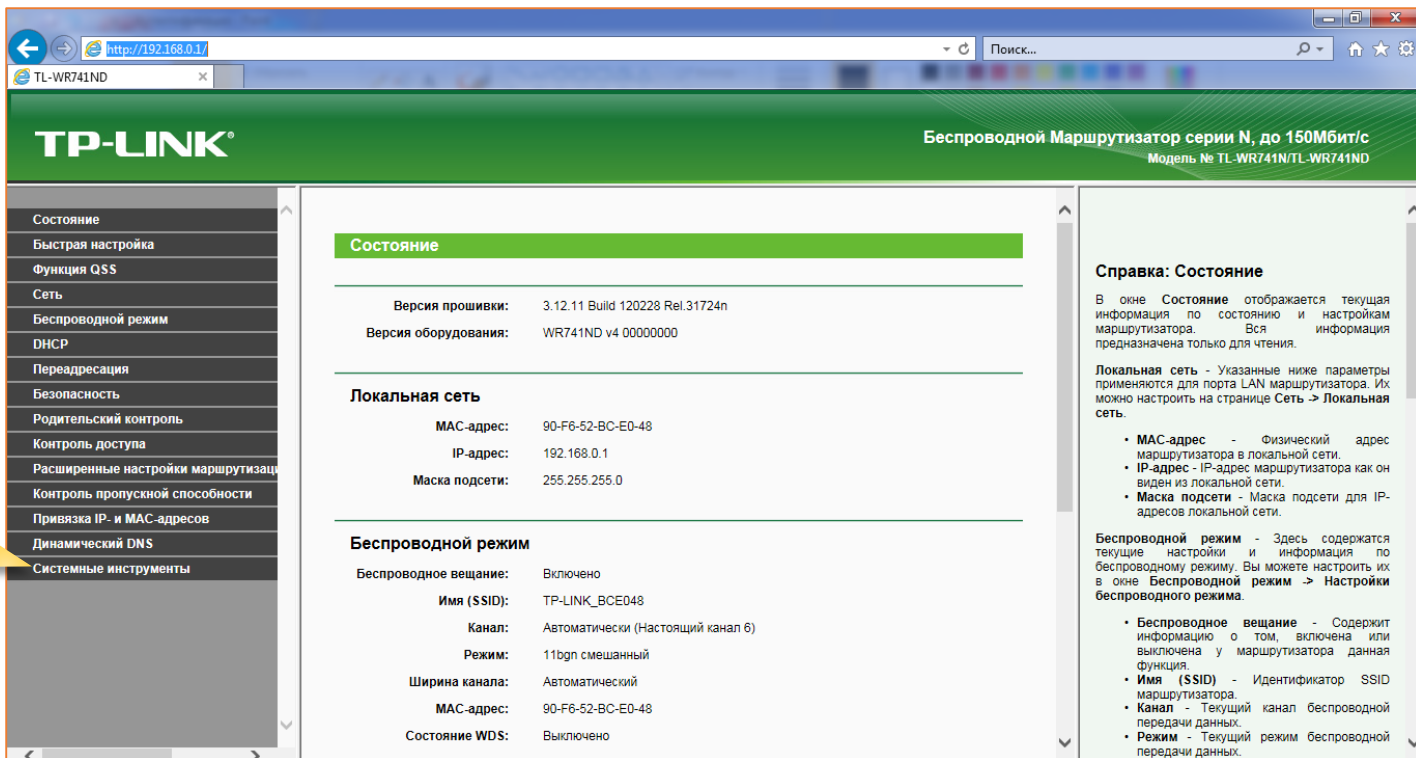 http://192.168.0.1/
Поиск...
TL-WR741ND
TP-LINK®
Беспроводной Маршрутизатор серии N, до 150Мбит/с
Модель № TL-WR741N/TL-WR741ND
Состояние
Быстрая настройка
Функция QSS
Сеть
Беспроводной режим
DHCP
Переадресация
Безопасность
Родительский контроль
Контроль доступа
Расширенные настройки маршрутизаци
Контроль пропускной способности
Привязка IP- и MAC-адресов
Динамический DNS
Системные инструменты
Состояние
Версия прошивки: 3.12.11 Build 120228 Rel.31724n
Версия оборудования: WR741ND v4 00000000
Локальная сеть
MAC-адрес: 90-F6-52-BC-E0-48
IP-адрес: 192.168.0.1
Маска подсети: 255.255.255.0
Беспроводной режим
Беспроводное вещание: Включено
Имя (SSID): TP-LINK_BCE048
Канал: Автоматически (Настоящий канал 6)
Режим: 11bgn смешанный
Ширина канала: Автоматический
MAC-адрес: 90-F6-52-BC-E0-48
Состояние WDS: Выключено
Справка: Состояние
В окне Состояние отображается текущая
информация по состоянию и настройкам
маршрутизатора. Вся информация
предназначена только для чтения.
Локальная сеть - Указанные ниже параметры
применяются для порта LAN маршрутизатора. Их
можно настроить на странице Сеть -> Локальная
сеть.
• MAC-адрес - Физический адрес
маршрутизатора в локальной сети.
• IP-адрес - IP-адрес маршрутизатора как он
виден из локальной сети.
• Маска подсети - Маска подсети для IP-
адресов локальной сети.
Беспроводной режим - Здесь содержатся
текущие настройки и информация по
беспроводному режиму. Вы можете настроить их
в окне Беспроводной режим -> Настройки
беспроводного режима.
• Беспроводное вещание - Содержит
информацию о том, включена или
выключена у маршрутизатора данная
функция.
• Имя (SSID) - Идентификатор SSID
маршрутизатора.
• Канал - Текущий канал беспроводной
передачи данных.
• Режим - Текущий режим беспроводной
передачи данных.